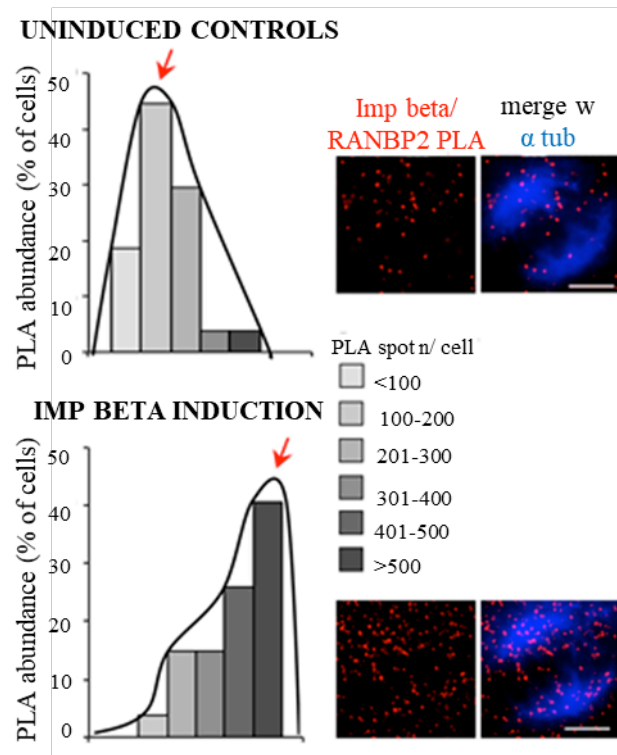 UNINDUCED CONTROLS
PLA abundance (% of cells)
50
40
30
20
10
0
Imp beta/
RANBP2 PLA
merge w
α tub
PLA spot n/ cell
<100
100-200
201-300
301-400
401-500
>500
IMP BETA INDUCTION
PLA abundance (% of cells)
50
40
30
20
10
0